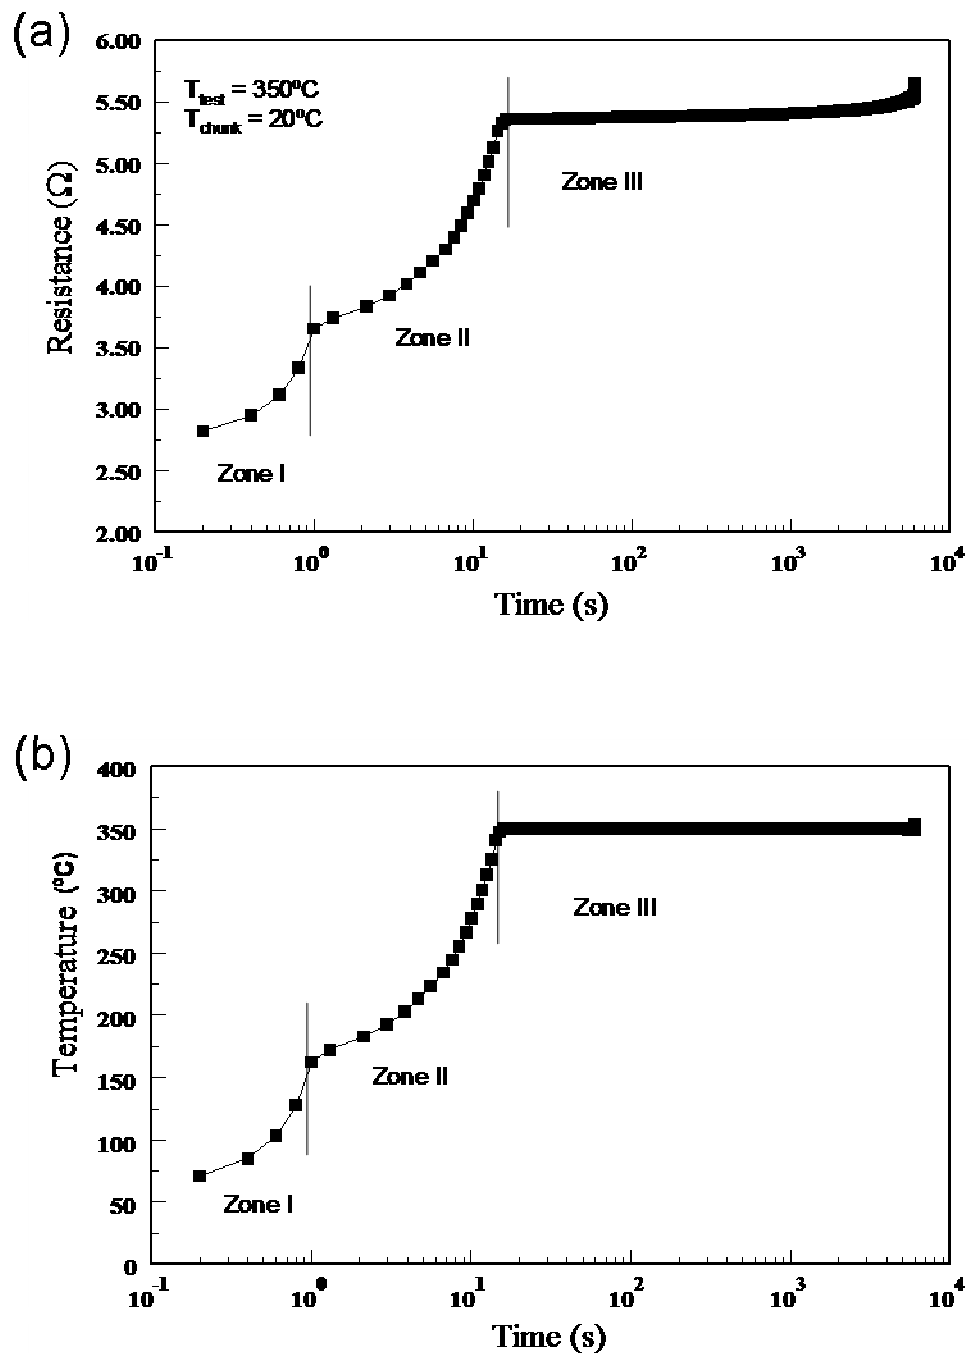 (a)
6.00
T_test = 350ºC
T_chunk = 20ºC
5.50
5.00
4.50
4.00
3.50
3.00
2.50
2.00
Resistance (Ω)
Zone I
Zone II
Zone III
10⁻¹ 10⁰ 10¹ 10² 10³ 10⁴
Time (s)
(b)
400
350
300
250
200
150
100
50
0
Temperature (ºC)
Zone I
Zone II
Zone III
10⁻¹ 10⁰ 10¹ 10² 10³ 10⁴
Time (s)